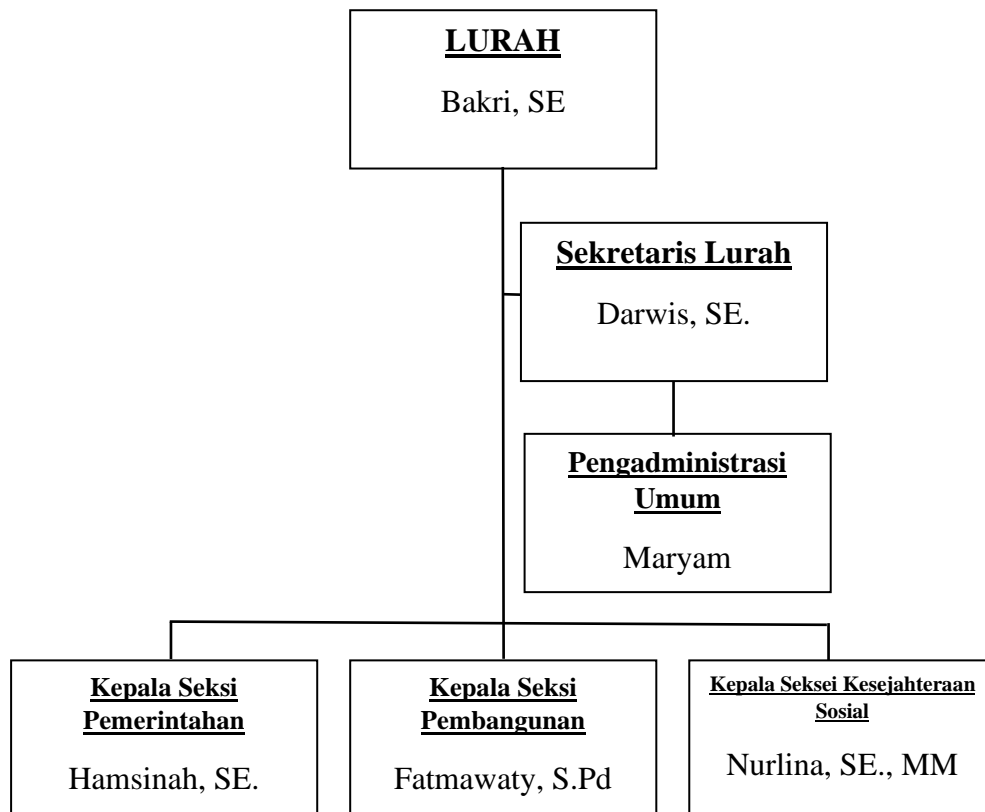 LURAH
Bakri, SE
Sekretaris Lurah
Darwis, SE.
Pengadministrasi
Umum
Maryam
Kepala Seksi
Pemerintahan
Hamsinah, SE.
Kepala Seksi
Pembangunan
Fatmawaty, S.Pd
Kepala Seksei Kesejahteraan
Sosial
Nurlina, SE., MM